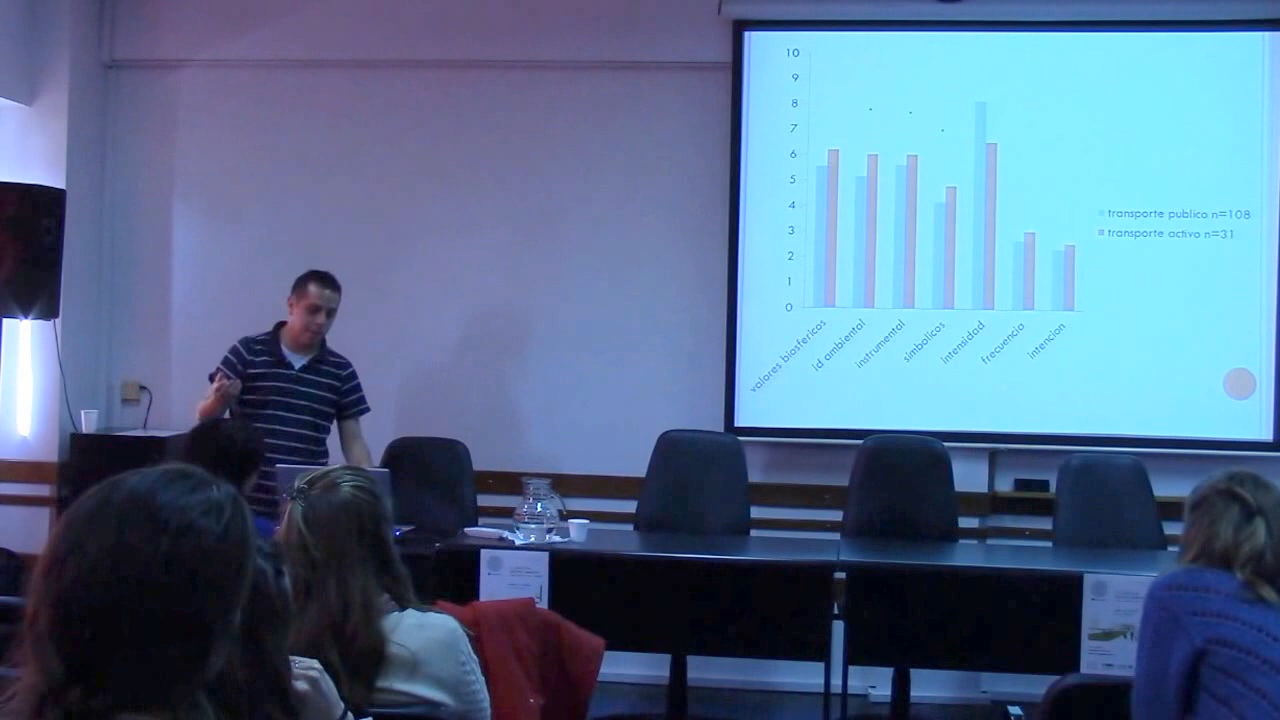 10
9
8
7
6
5
4
3
2
1
0
valores biosfericos
id ambiental
instrumental
simbolicos
intensidad
frecuencia
intencion
transporte publico n=108
transporte activo n=31